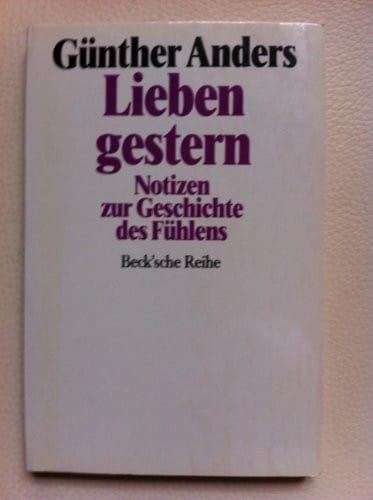 Günther Anders
Lieben
gestern
Notizen
zur Geschichte
des Fühlens
Beck'sche Reihe